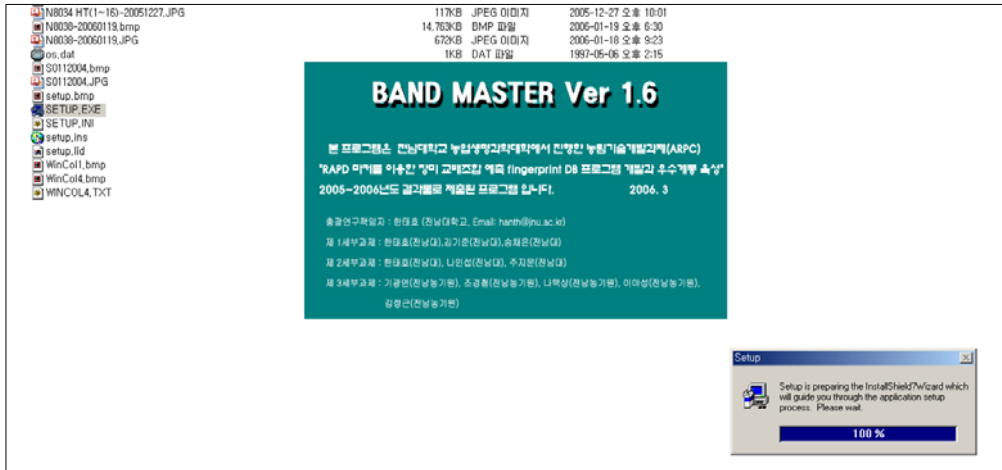 N8034 HT(1~16)-20051227.JPG 117KB JPEG 이미지 2005-12-27 오후 10:01
N8038-20060119.bmp 14,763KB BMP 파일 2006-01-19 오후 6:30
N8038-20060119.JPG 672KB JPEG 이미지 2006-01-18 오후 9:23
os.dat 1KB DAT 파일 1997-05-06 오후 2:15
S0112004.bmp
S0112004.JPG
setup.bmp
SETUP.EXE
SETUP.INI
setup.ins
setup.lid
WinCol1.bmp
WinCol4.bmp
WINCOL4.TXT
BAND MASTER Ver 1.6
본 프로그램은 전남대학교 농업생명과학대학에서 진행한 농림기술개발과제(ARPC)
"RAPD 마커를 이용한 장미 교배조합 예측 fingerprint DB 프로그램 개발과 우수계통 육성"
2005-2006년도 결과물로 제출된 프로그램 입니다. 2006. 3
총괄연구책임자 : 한태호 (전남대학교, Email: hanth@jnu.ac.kr)
제 1세부과제 : 한태호(전남대),김기준(전남대),승채은(전남대)
제 2세부과제 : 한태호(전남대), 나인섭(전남대), 주지문(전남대)
제 3세부과제 : 기광연(전남농기원), 조경철(전남농기원), 나택상(전남농기원), 이야성(전남농기원),
김정근(전남농기원)
Setup
Setup is preparing the InstallShield?Wizard which
will guide you through the application setup
process. Please wait.
100 %